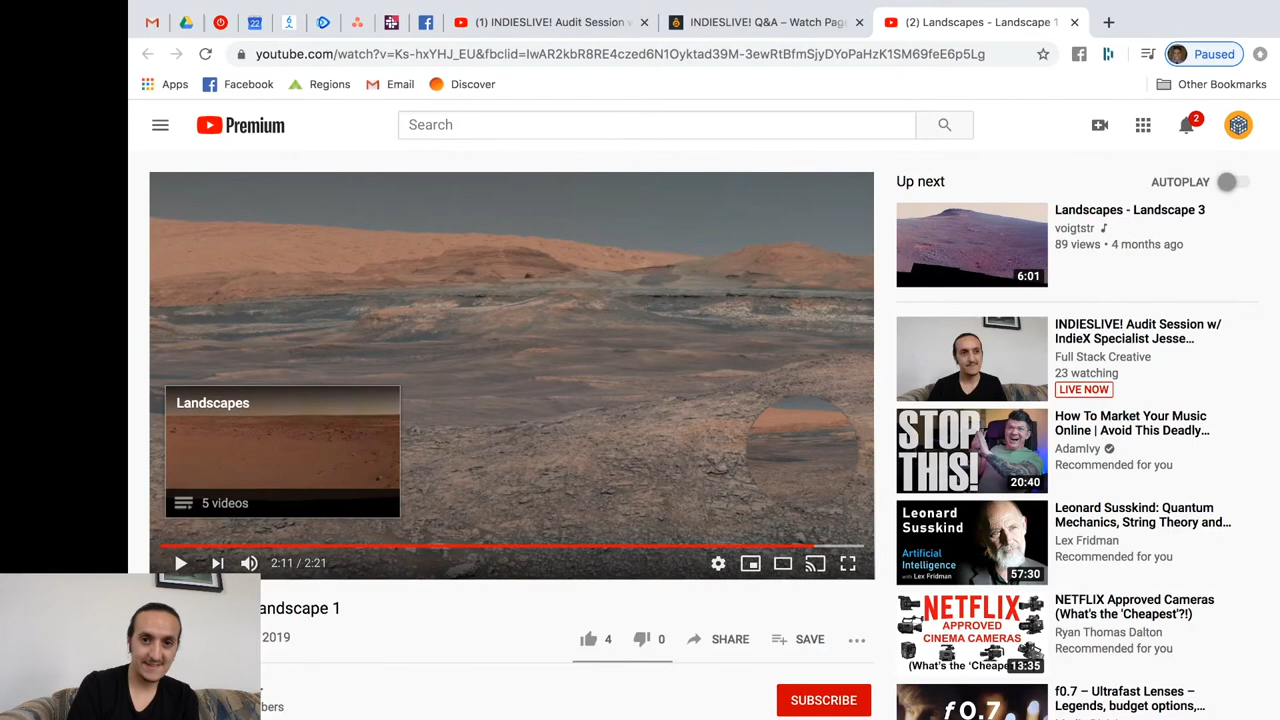 (1) INDIESLIVE! Audit Session w
INDIESLIVE! Q&A – Watch Page
(2) Landscapes - Landscape 1
22
6
youtube.com/watch?v=Ks-hxYHJ_EU&fbclid=IwAR2kbR8RE4czed6N1Oyktad39M-3ewRtBfmSjyDYoPaHzK1SM69feE6p5Lg
Paused
Apps
Facebook
Regions
Email
Discover
Other Bookmarks
Premium
Search
2
Landscapes
5 videos
2:11 / 2:21
andscape 1
2019
4
0
SHARE
SAVE
bers
SUBSCRIBE
Up next
AUTOPLAY
Landscapes - Landscape 3
voigtstr
89 views • 4 months ago
6:01
INDIESLIVE! Audit Session w/
IndieX Specialist Jesse…
Full Stack Creative
23 watching
LIVE NOW
STOP
THIS!
20:40
How To Market Your Music
Online | Avoid This Deadly…
AdamIvy
Recommended for you
Leonard
Susskind
Artificial
Intelligence
with Lex Fridman
57:30
Leonard Susskind: Quantum
Mechanics, String Theory and…
Lex Fridman
Recommended for you
NETFLIX
APPROVED
CINEMA CAMERAS
(What's the 'Cheape
13:35
NETFLIX Approved Cameras
(What's the 'Cheapest'?!)
Ryan Thomas Dalton
Recommended for you
f0.7
f0.7 – Ultrafast Lenses –
Legends, budget options,…